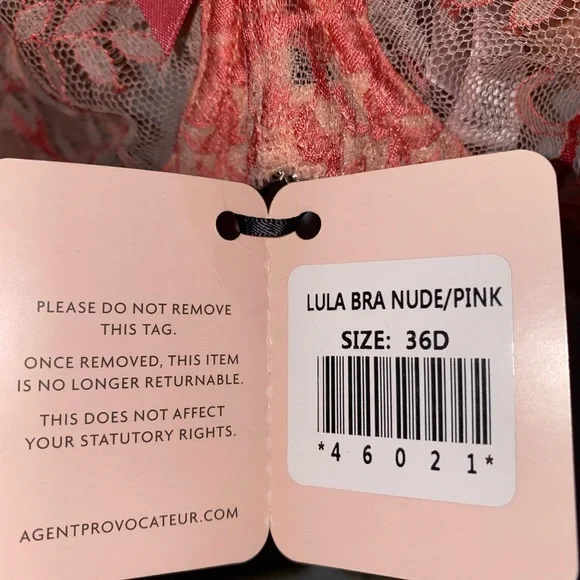 PLEASE DO NOT REMOVE
THIS TAG.
ONCE REMOVED, THIS ITEM
IS NO LONGER RETURNABLE.
THIS DOES NOT AFFECT
YOUR STATUTORY RIGHTS.
AGENTPROVOCATEUR.COM
LULA BRA NUDE/PINK
SIZE: 36D
*46021*